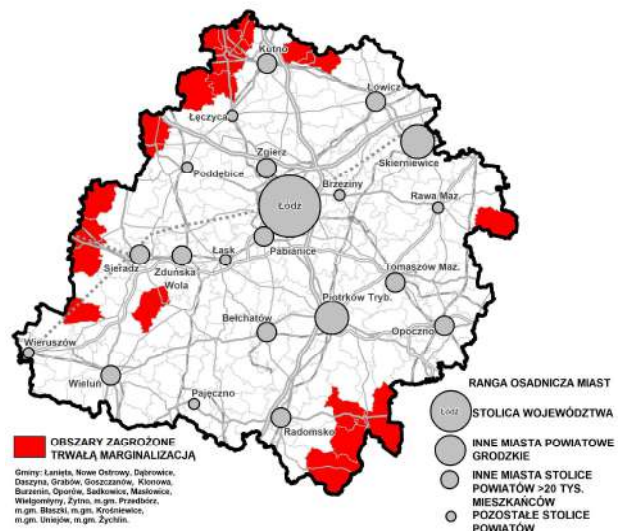 Kutno
Łowicz
Łęczyca
Zgierz
Skierniewice
Poddębice
Brzeziny
Rawa Maz.
Łódź
Łask
Pabianice
Sieradz
Zduńska
Wola
Tomaszów Maz.
Piotrków Tryb.
Bełchatów
Opoczno
Wieruszów
Wieluń
Pajęczno
Radomsko
RANGA OSADNICZA MIAST
Łódź
STOLICA WOJEWÓDZTWA
INNE MIASTA POWIATOWE
GRODZKIE
INNE MIASTA STOLICE
POWIATÓW >20 TYS.
MIESZKAŃCÓW
POZOSTAŁE STOLICE
POWIATÓW
OBSZARY ZAGROŻONE
TRWAŁĄ MARGINALIZACJĄ
Gminy: Łanięta, Nowe Ostrowy, Dąbrowice,
Daszyna, Grabów, Goszczanów, Klonowa,
Burzenin, Oporów, Sadkowice, Masłowice,
Wielgomłyny, Żytno, m.gm. Przedbórz,
m.gm. Błaszki, m.gm. Krośniewice,
m.gm. Uniejów, m.gm. Żychlin.